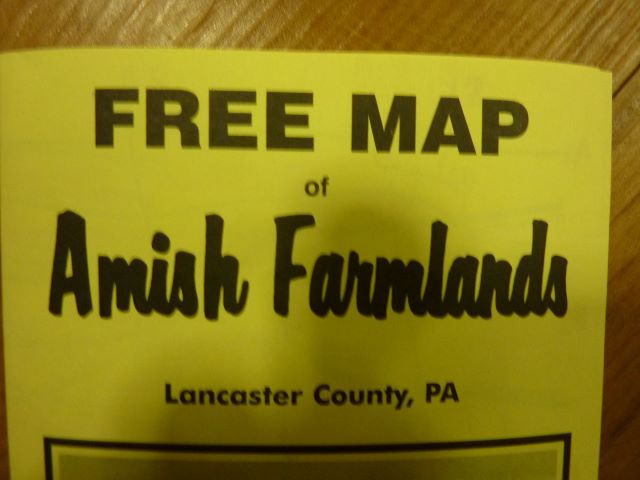 FREE MAP
of
Amish Farmlands
Lancaster County, PA